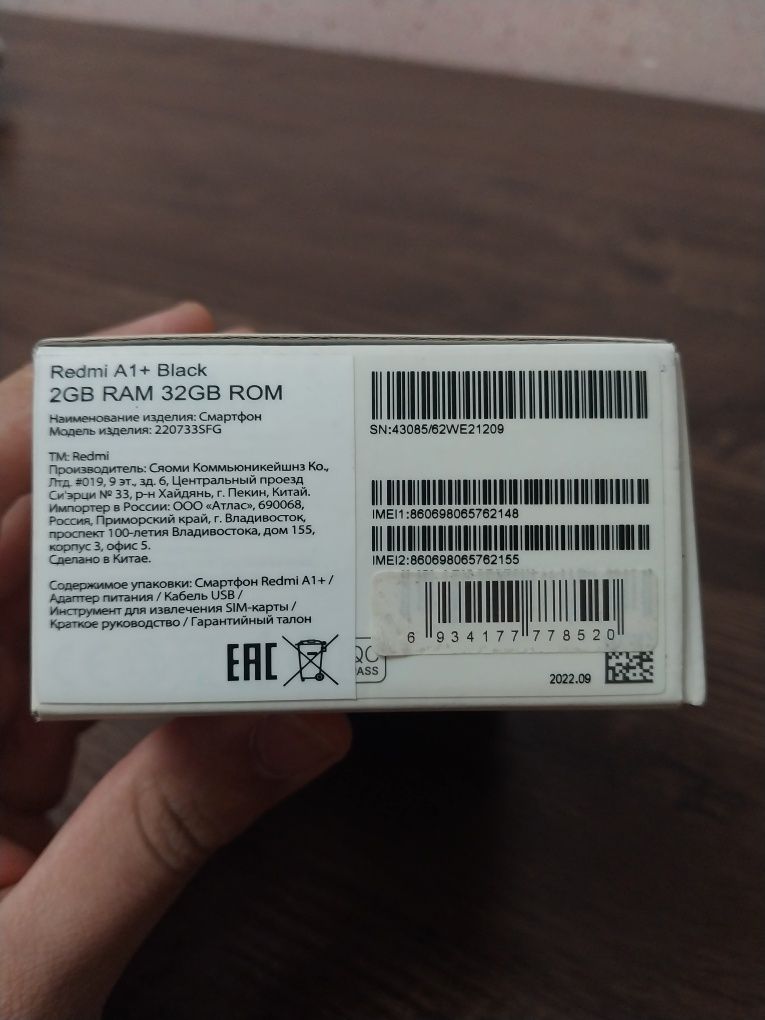 Redmi A1+ Black
2GB RAM 32GB ROM
Наименование изделия: Смартфон
Модель изделия: 220733SFG
TM: Redmi
Производитель: Сяоми Коммьюникейшнз Ко.,
Лтд. #019, 9 эт., зд. 6, Центральный проезд
Си'эрци № 33, р-н Хайдянь, г. Пекин, Китай.
Импортер в России: ООО «Атлас», 690068,
Россия, Приморский край, г. Владивосток,
проспект 100-летия Владивостока, дом 155,
корпус 3, офис 5.
Сделано в Китае.
Содержимое упаковки: Смартфон Redmi A1+ /
Адаптер питания / Кабель USB /
Инструмент для извлечения SIM-карты /
Краткое руководство / Гарантийный талон
EAC
SN:43085/62WE21209
IMEI1:860698065762148
IMEI2:860698065762155
6 934177 778520
2022.09